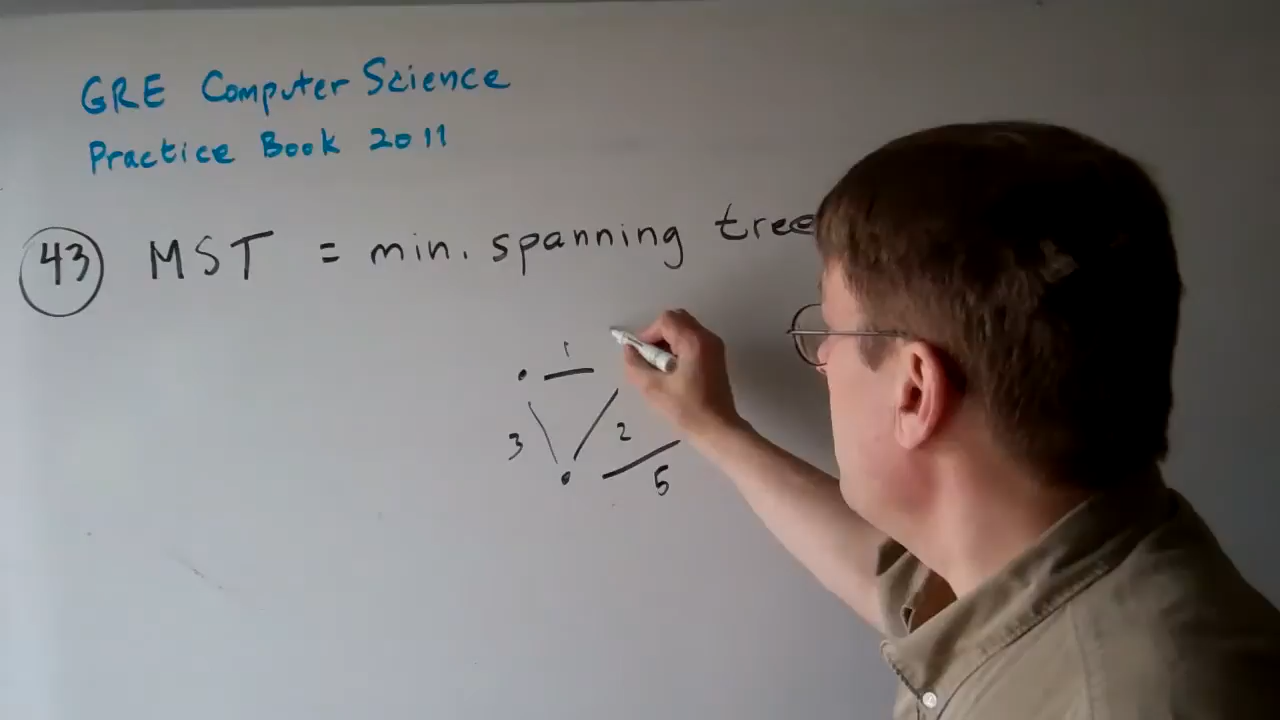 GRE Computer Science
Practice Book 2011
43 MST = min. spanning tree
1
3 2
5